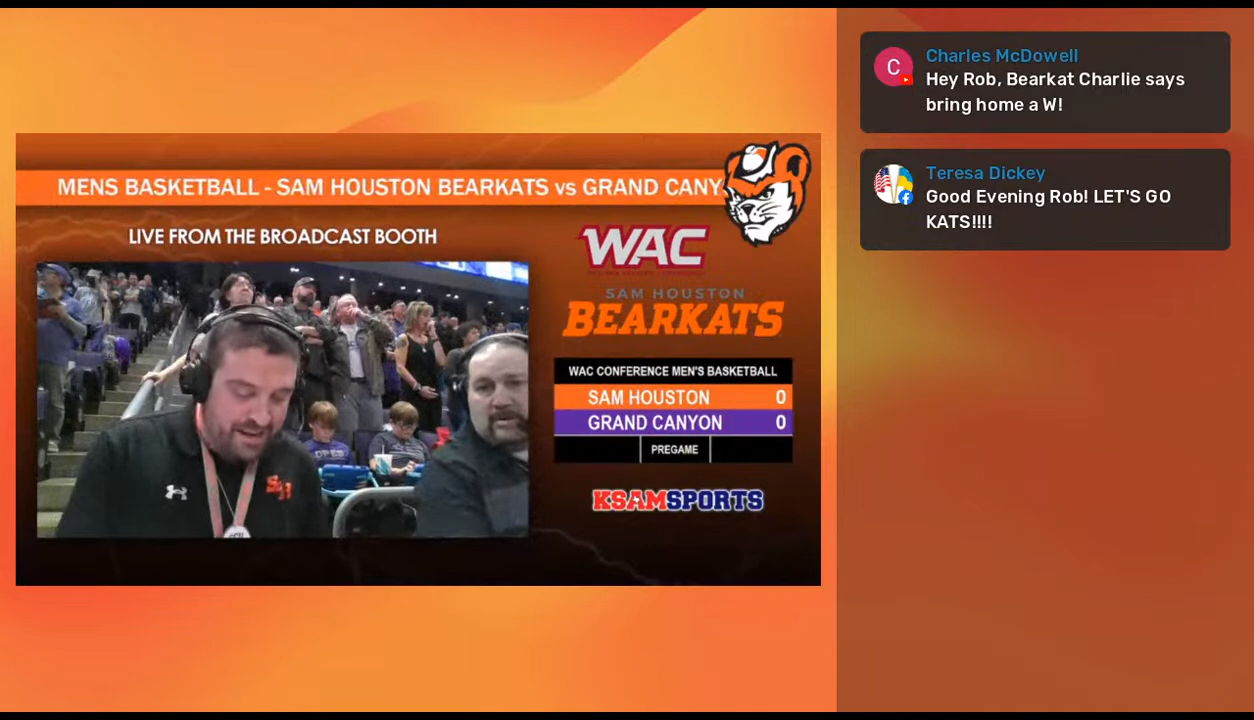 MENS BASKETBALL - SAM HOUSTON BEARKATS vs GRAND CANY
LIVE FROM THE BROADCAST BOOTH
WAC
SAM HOUSTON
BEARKATS
WAC CONFERENCE MEN'S BASKETBALL
SAM HOUSTON 0
GRAND CANYON 0
PREGAME
KSAMSPORTS
SH
OPES
C
Charles McDowell
Hey Rob, Bearkat Charlie says
bring home a W!
Teresa Dickey
Good Evening Rob! LET'S GO
KATS!!!!